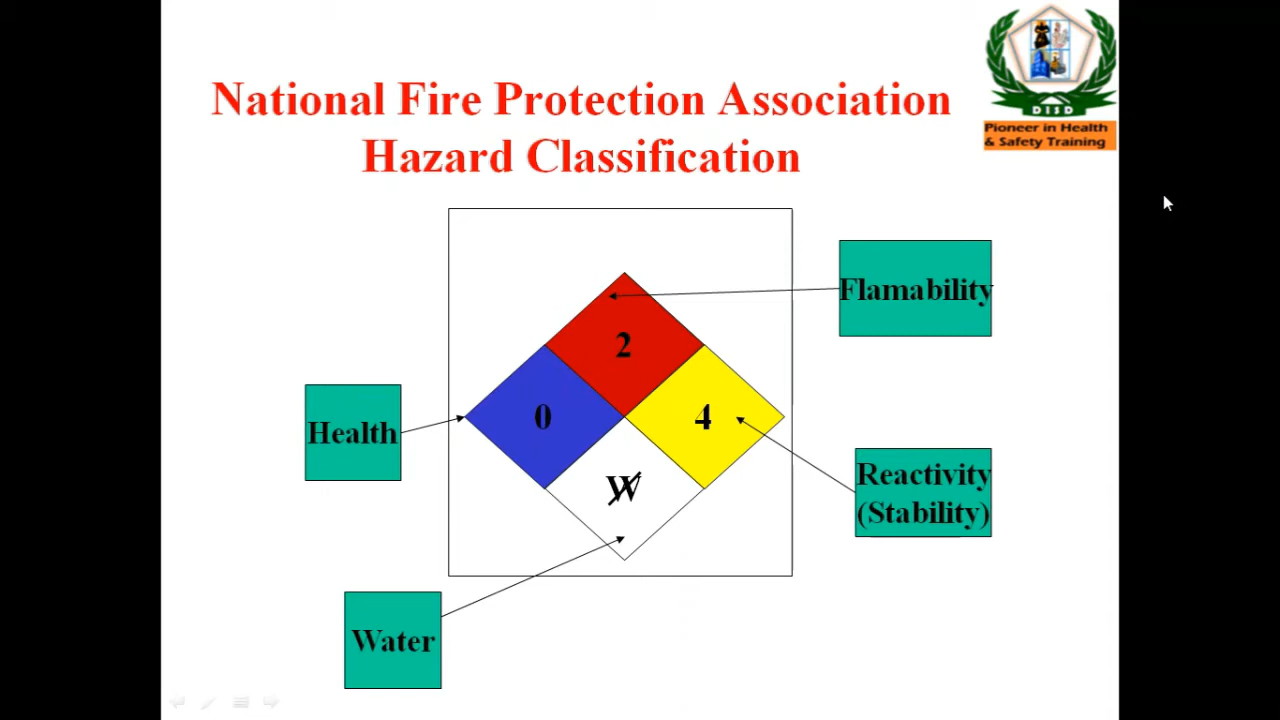 National Fire Protection Association
Hazard Classification
DISD
Pioneer in Health
& Safety Training
Flamability
2
0
4
Health
W
Reactivity
(Stability)
Water